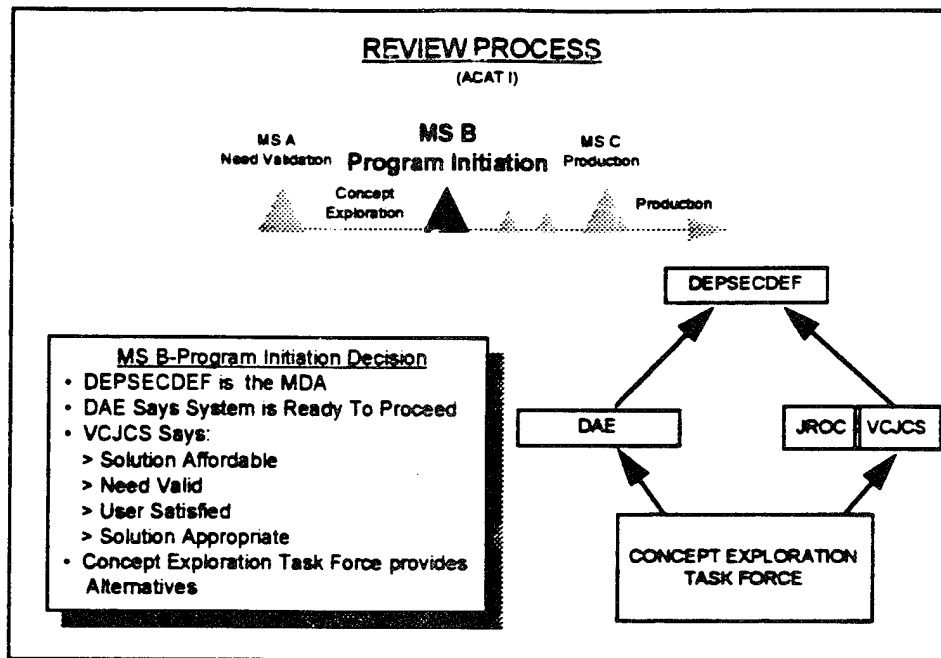 REVIEW PROCESS
(ACAT I)
MS A
Need Validation
MS B
Program Initiation
MS C
Production
Concept
Exploration
Production
DEPSECDEF
MS B-Program Initiation Decision
• DEPSECDEF is the MDA
• DAE Says System is Ready To Proceed
• VCJCS Says:
> Solution Affordable
> Need Valid
> User Satisfied
> Solution Appropriate
• Concept Exploration Task Force provides
Alternatives
DAE
JROC VCJCS
CONCEPT EXPLORATION
TASK FORCE